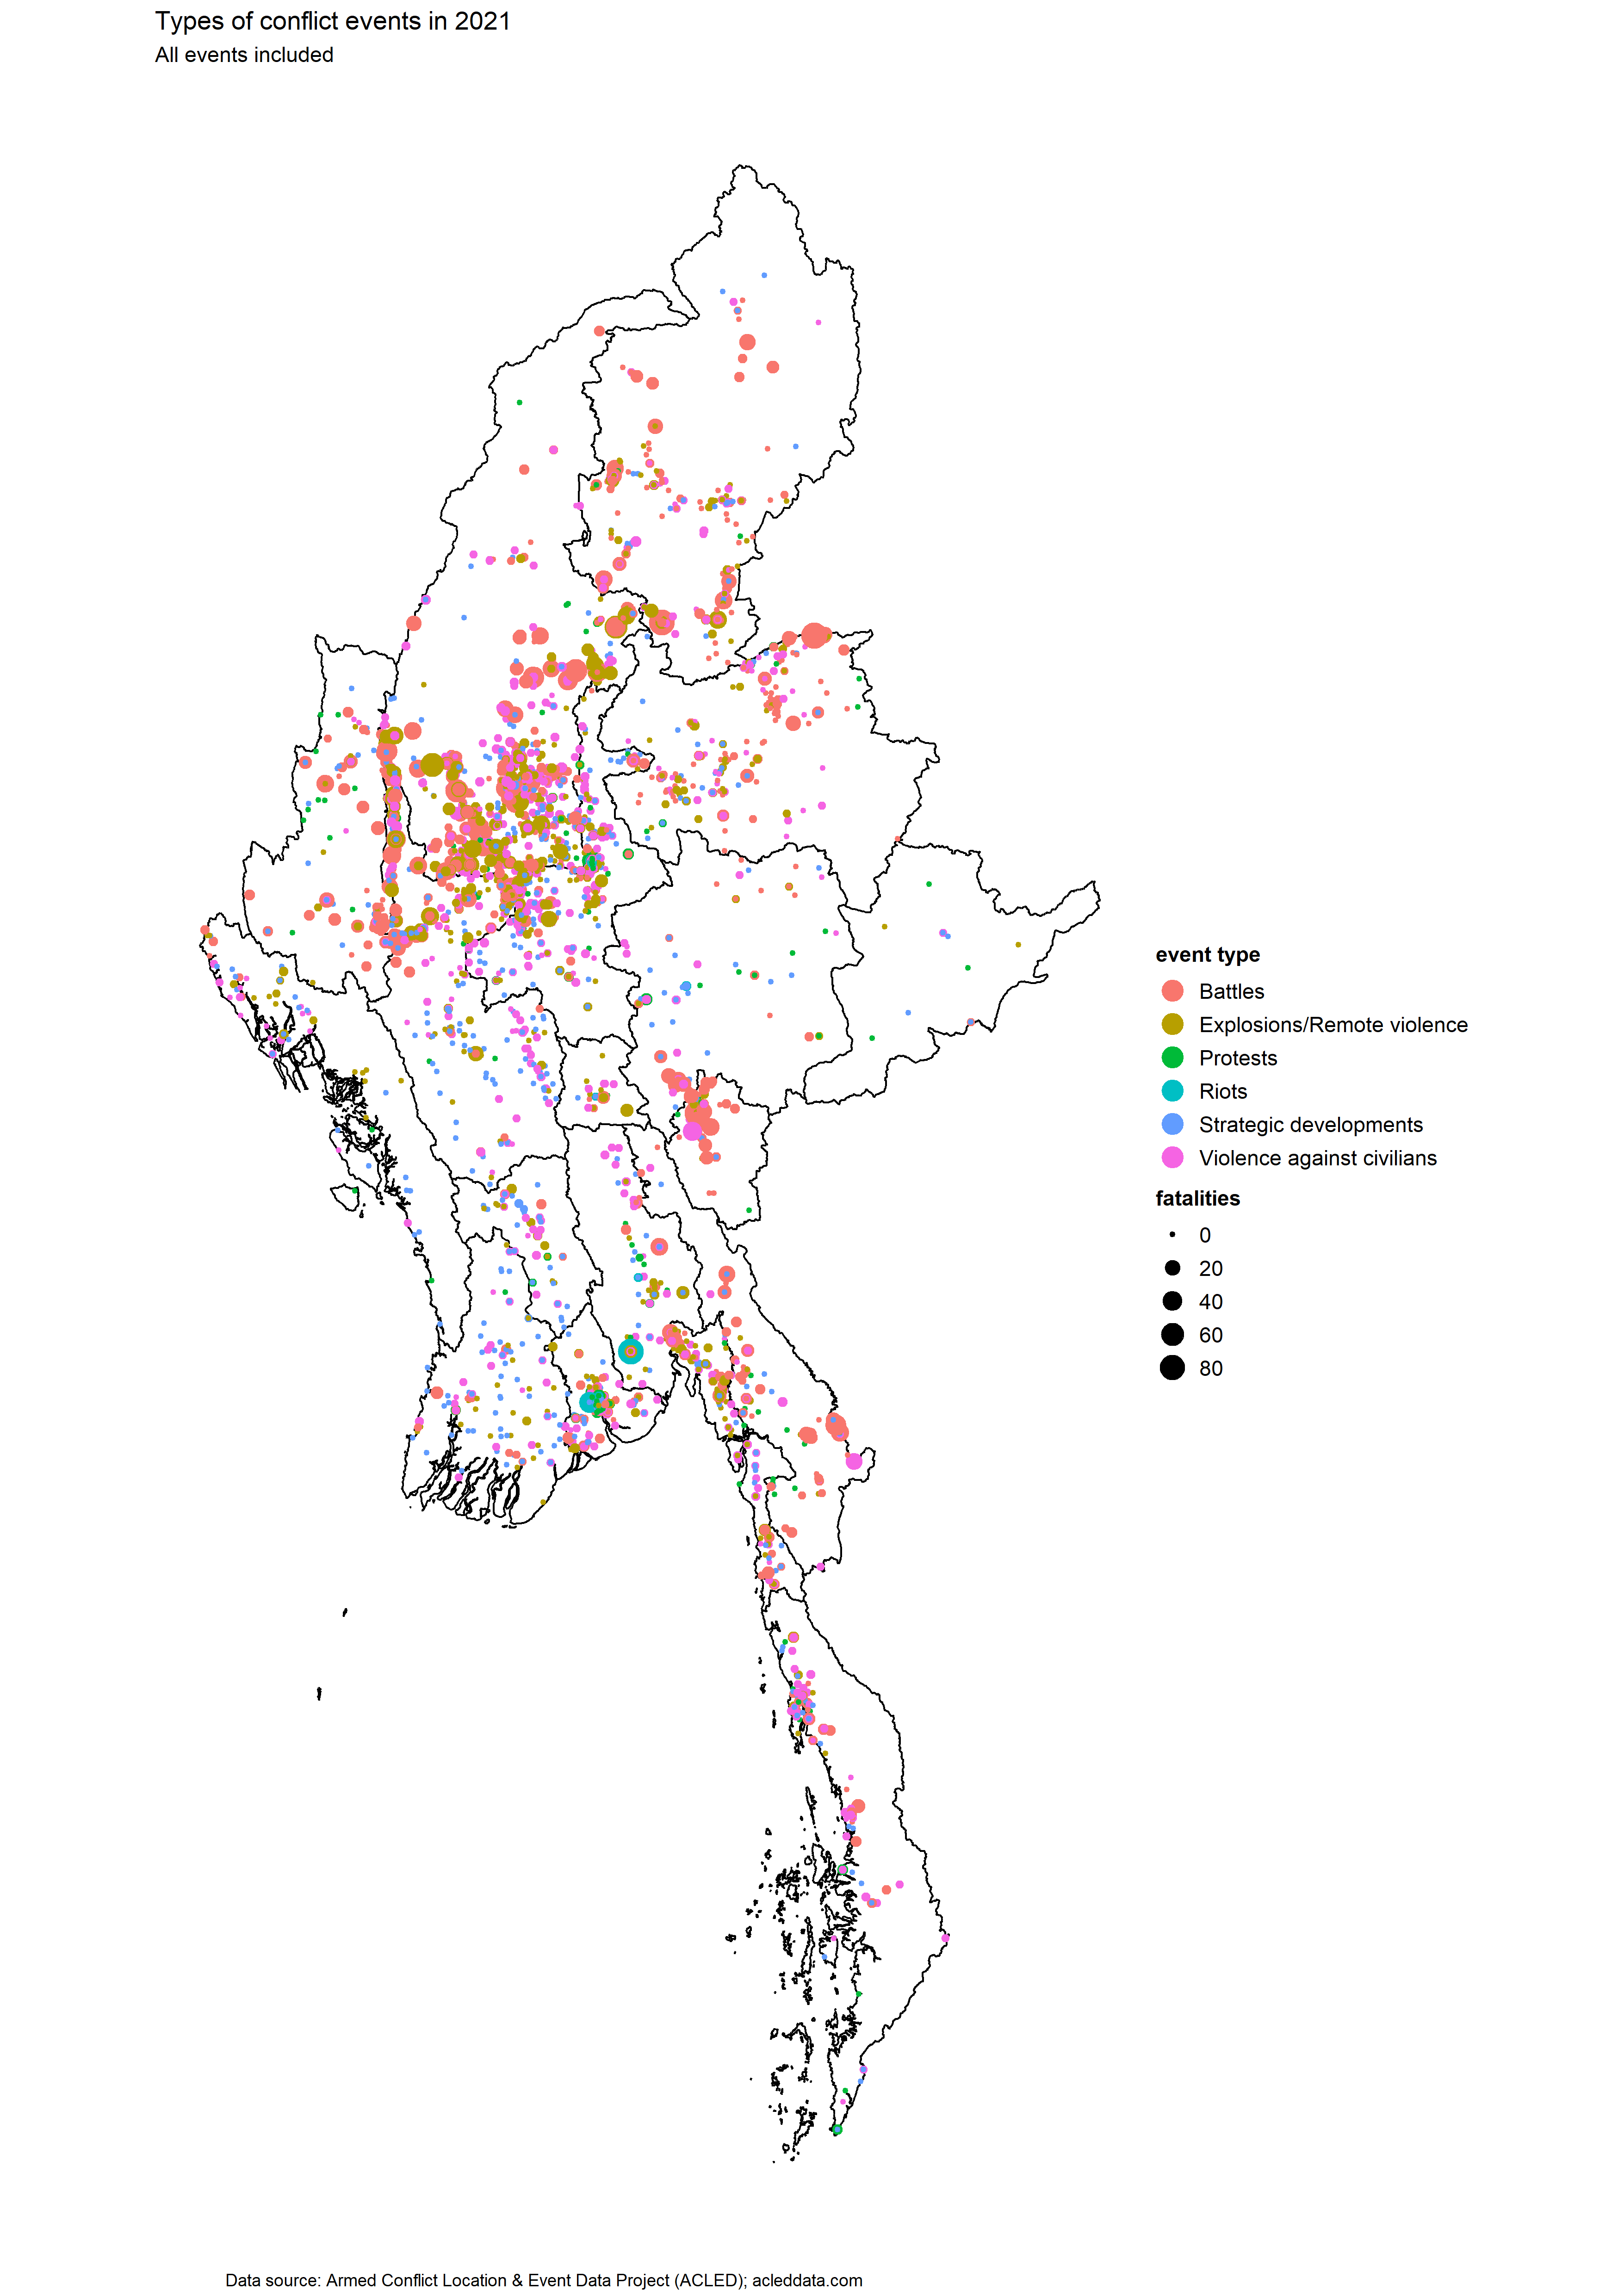 Types of conflict events in 2021
All events included
event type
Battles
Explosions/Remote violence
Protests
Riots
Strategic developments
Violence against civilians
fatalities
0
20
40
60
80
Data source: Armed Conflict Location & Event Data Project (ACLED); acleddata.com